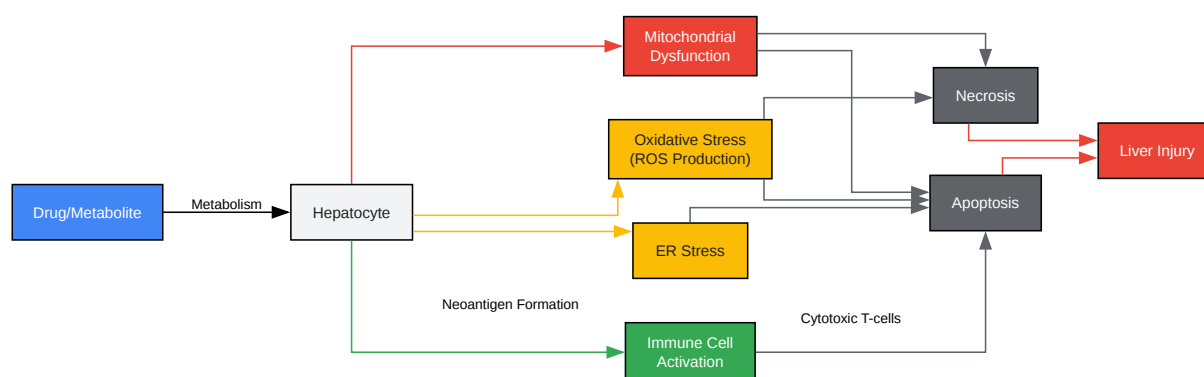 Mitochondrial
Dysfunction
Necrosis
Oxidative Stress
(ROS Production)
Liver Injury
Drug/Metabolite
Metabolism
Hepatocyte
Apoptosis
ER Stress
Neoantigen Formation
Cytotoxic T-cells
Immune Cell
Activation